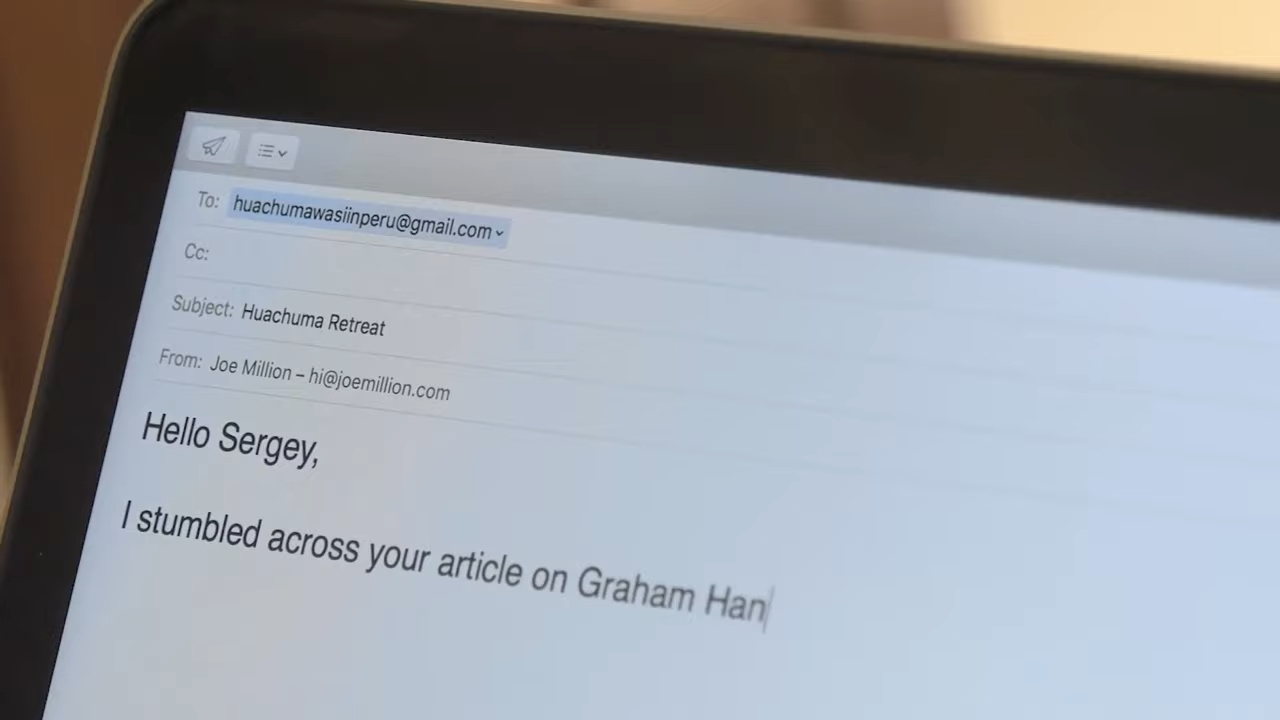 To: huachumawasiinperu@gmail.com
Cc:
Subject: Huachuma Retreat
From: Joe Million – hi@joemillion.com
Hello Sergey,
I stumbled across your article on Graham Han